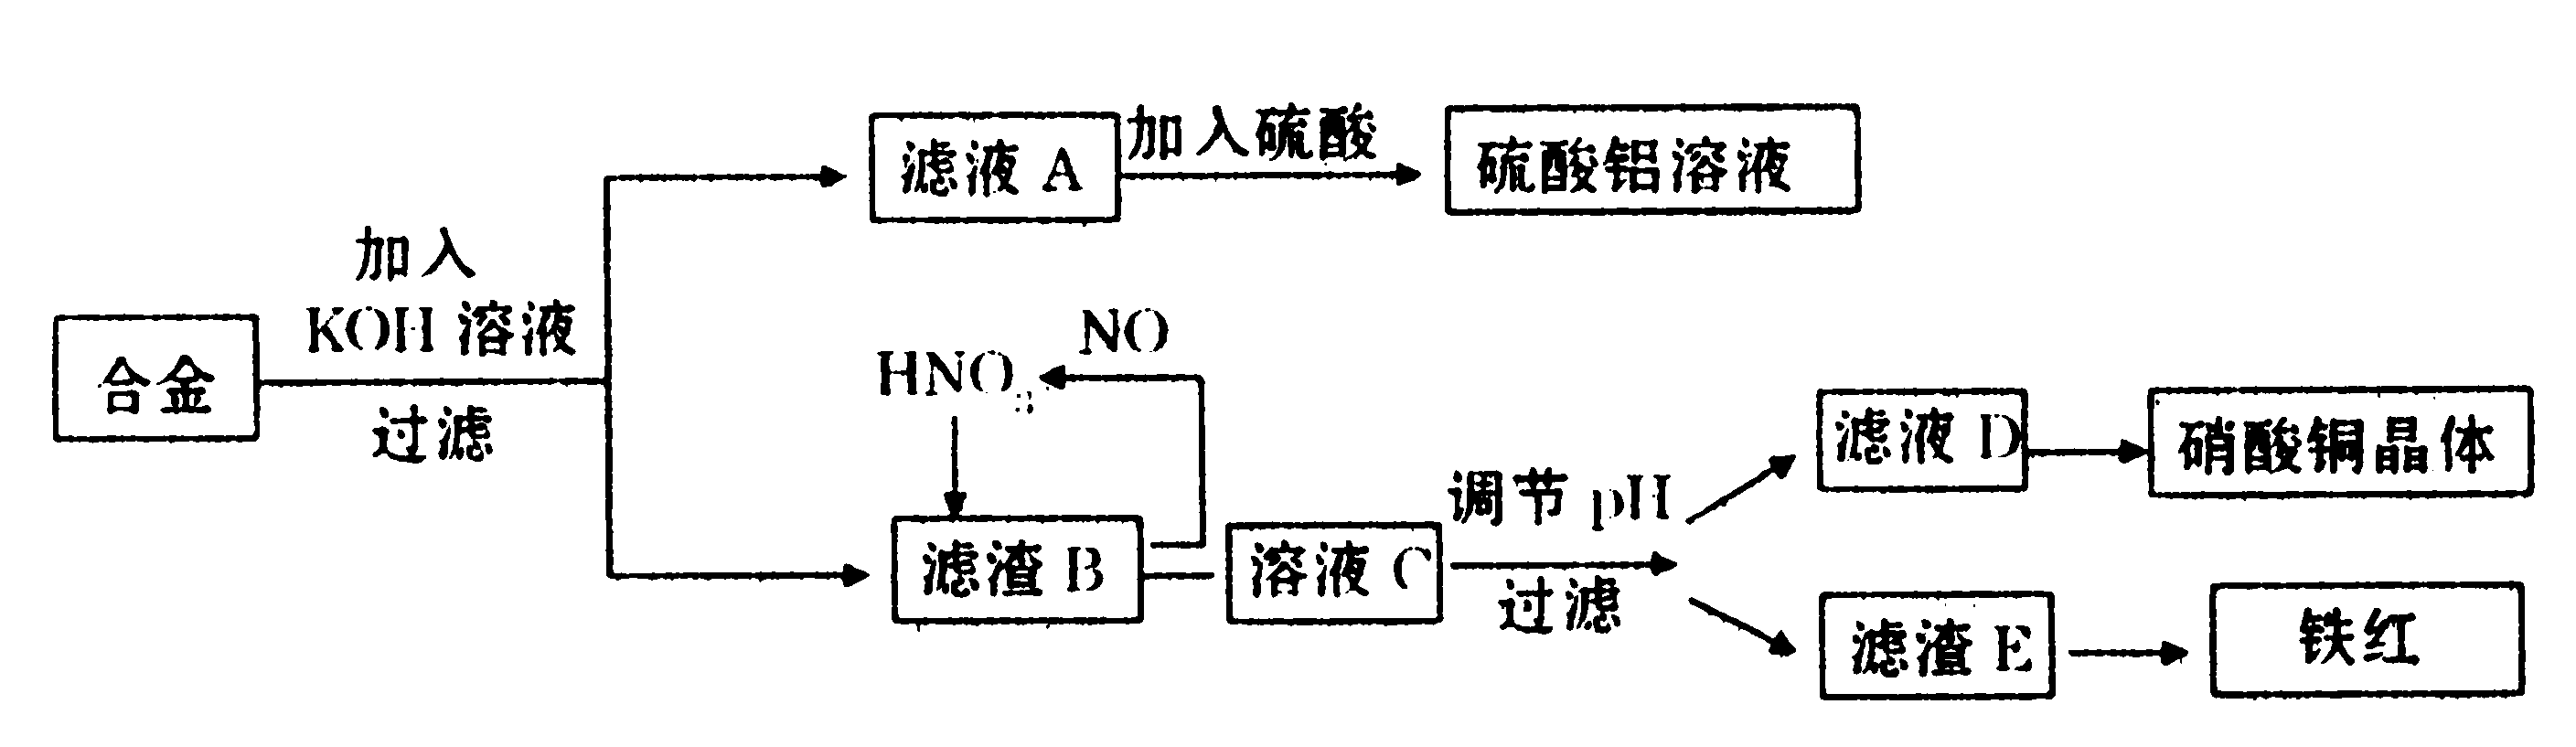 合金
加入
KOH 溶液
过滤
滤液 A
加入硫酸
硫酸铝溶液
HNO₃
NO
滤渣 B
溶液 C
调节 pH
过滤
滤液 D
硝酸铜晶体
滤渣 E
铁红